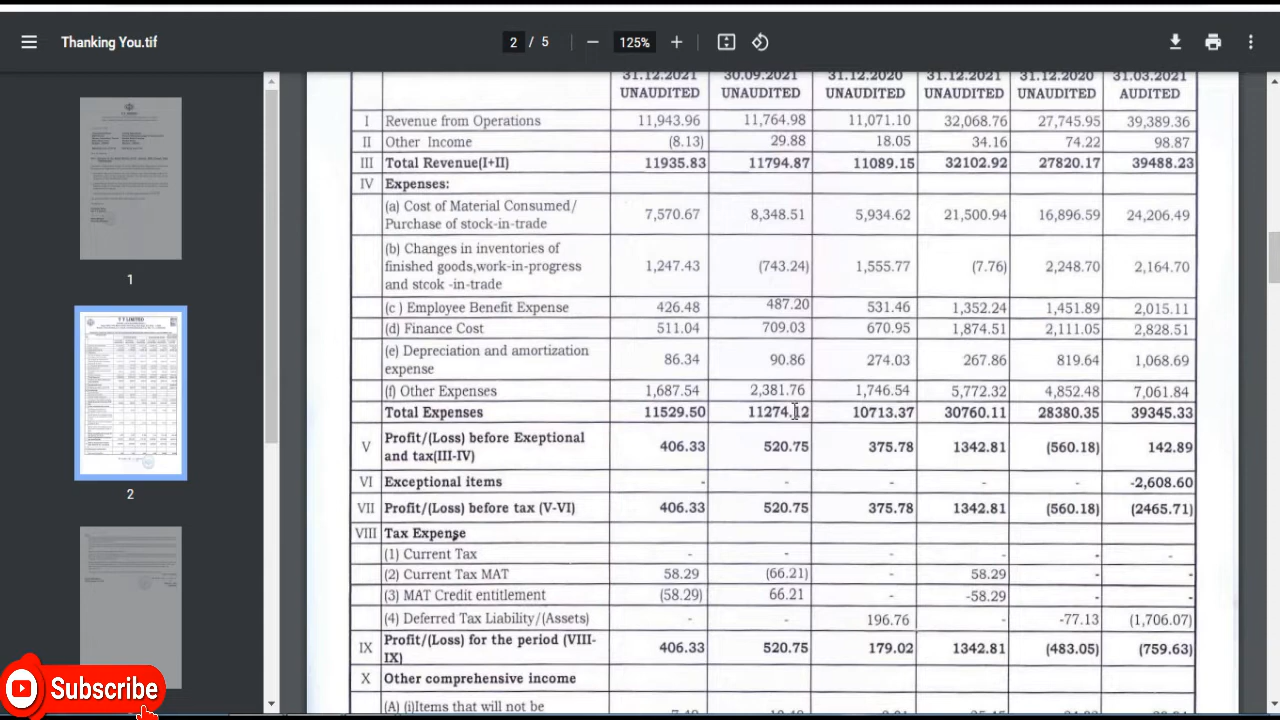 Thanking You.tif
2 / 5
125%
31.12.2021 30.09.2021 31.12.2020 31.12.2021 31.12.2020 31.03.2021
UNAUDITED UNAUDITED UNAUDITED UNAUDITED UNAUDITED AUDITED
I Revenue from Operations 11,943.96 11,764.98 11,071.10 32,068.76 27,745.95 39,389.36
II Other Income (8.13) 29.88 18.05 34.16 74.22 98.87
III Total Revenue(I+II) 11935.83 11794.87 11089.15 32102.92 27820.17 39488.23
IV Expenses:
(a) Cost of Material Consumed/
Purchase of stock-in-trade 7,570.67 8,348.51 5,934.62 21,500.94 16,896.59 24,206.49
(b) Changes in inventories of
finished goods,work-in-progress 1,247.43 (743.24) 1,555.77 (7.76) 2,248.70 2,164.70
and stcok -in-trade
(c ) Employee Benefit Expense 426.48 487.20 531.46 1,352.24 1,451.89 2,015.11
(d) Finance Cost 511.04 709.03 670.95 1,874.51 2,111.05 2,828.51
(e) Depreciation and amortization
expense 86.34 90.86 274.03 267.86 819.64 1,068.69
(f) Other Expenses 1,687.54 2,381.76 1,746.54 5,772.32 4,852.48 7,061.84
Total Expenses 11529.50 11274.12 10713.37 30760.11 28380.35 39345.33
V Profit/(Loss) before Exeptional
and tax(III-IV) 406.33 520.75 375.78 1342.81 (560.18) 142.89
VI Exceptional items - - - - - -2,608.60
VII Profit/(Loss) before tax (V-VI) 406.33 520.75 375.78 1342.81 (560.18) (2465.71)
VIII Tax Expense
(1) Current Tax - - - - - -
(2) Current Tax MAT 58.29 (66.21) - 58.29 - -
(3) MAT Credit entitlement (58.29) 66.21 - -58.29 - -
(4) Deferred Tax Liability/(Assets) - - 196.76 - -77.13 (1,706.07)
IX Profit/(Loss) for the period (VIII-
IX) 406.33 520.75 179.02 1342.81 (483.05) (759.63)
X Other comprehensive income
(A) (i)Items that will not be
1
2
3
Y T LIMITED
Subscribe